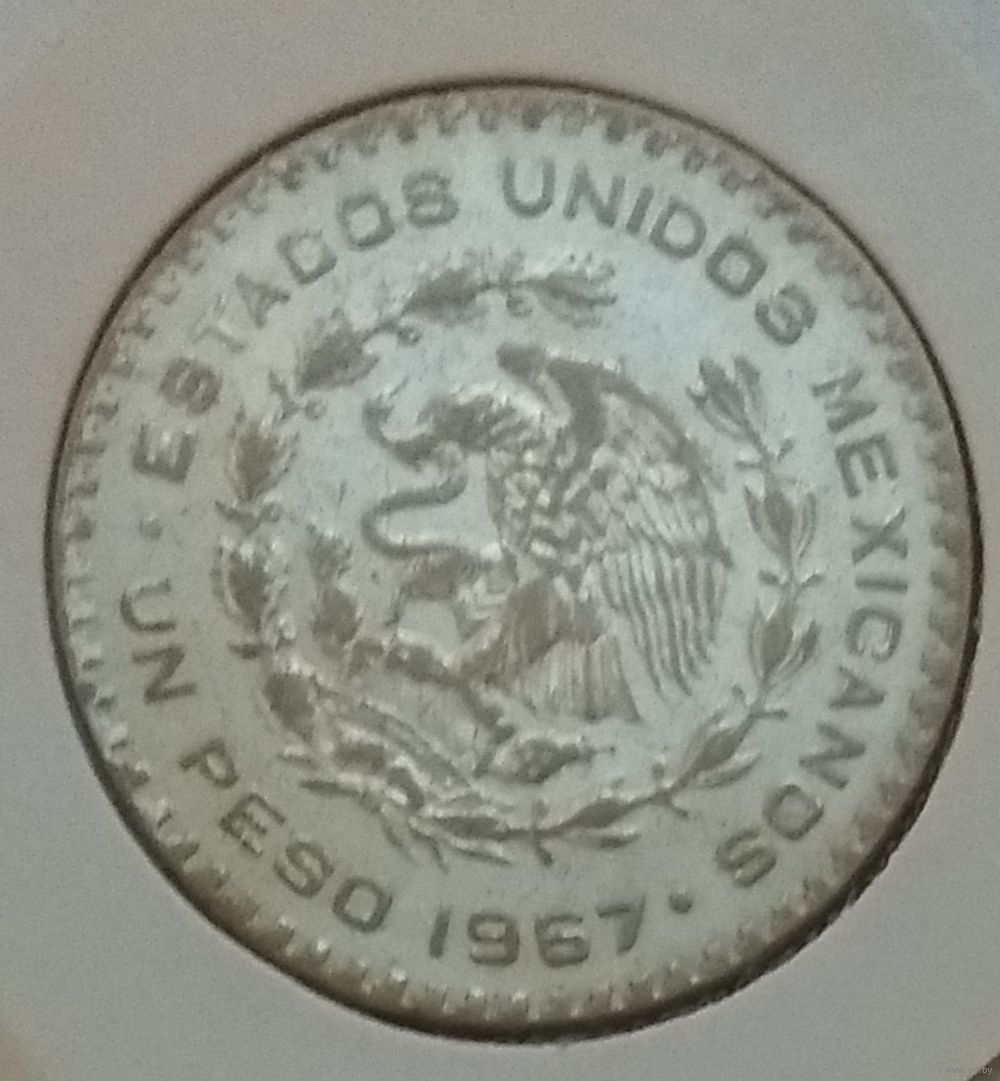 · ESTADOS UNIDOS MEXICANOS ·
UN PESO 1967